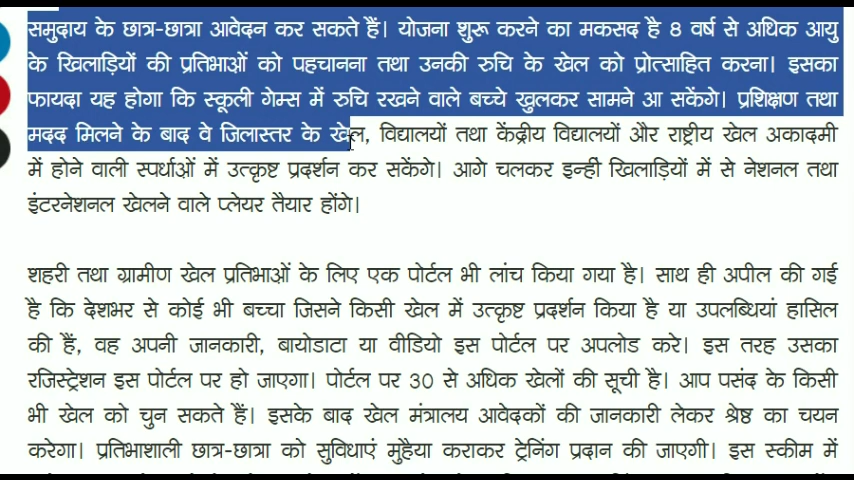 समुदाय के छात्र-छात्रा आवेदन कर सकते हैं। योजना शुरू करने का मकसद है 8 वर्ष से अधिक आयु
के खिलाड़ियों की प्रतिभाओं को पहचानना तथा उनकी रुचि के खेल को प्रोत्साहित करना। इसका
फायदा यह होगा कि स्कूली गेम्स में रुचि रखने वाले बच्चे खुलकर सामने आ सकेंगे। प्रशिक्षण तथा
मदद मिलने के बाद वे जिलास्तर के खेल, विद्यालयों तथा केंद्रीय विद्यालयों और राष्ट्रीय खेल अकादमी
में होने वाली स्पर्धाओं में उत्कृष्ट प्रदर्शन कर सकेंगे। आगे चलकर इन्हीं खिलाड़ियों में से नेशनल तथा
इंटरनेशनल खेलने वाले प्लेयर तैयार होंगे।
शहरी तथा ग्रामीण खेल प्रतिभाओं के लिए एक पोर्टल भी लांच किया गया है। साथ ही अपील की गई
है कि देशभर से कोई भी बच्चा जिसने किसी खेल में उत्कृष्ट प्रदर्शन किया है या उपलब्धियां हासिल
की हैं, वह अपनी जानकारी, बायोडाटा या वीडियो इस पोर्टल पर अपलोड करे। इस तरह उसका
रजिस्ट्रेशन इस पोर्टल पर हो जाएगा। पोर्टल पर 30 से अधिक खेलों की सूची है। आप पसंद के किसी
भी खेल को चुन सकते हैं। इसके बाद खेल मंत्रालय आवेदकों की जानकारी लेकर श्रेष्ठ का चयन
करेगा। प्रतिभाशाली छात्र-छात्रा को सुविधाएं मुहैया कराकर ट्रेनिंग प्रदान की जाएगी। इस स्कीम में